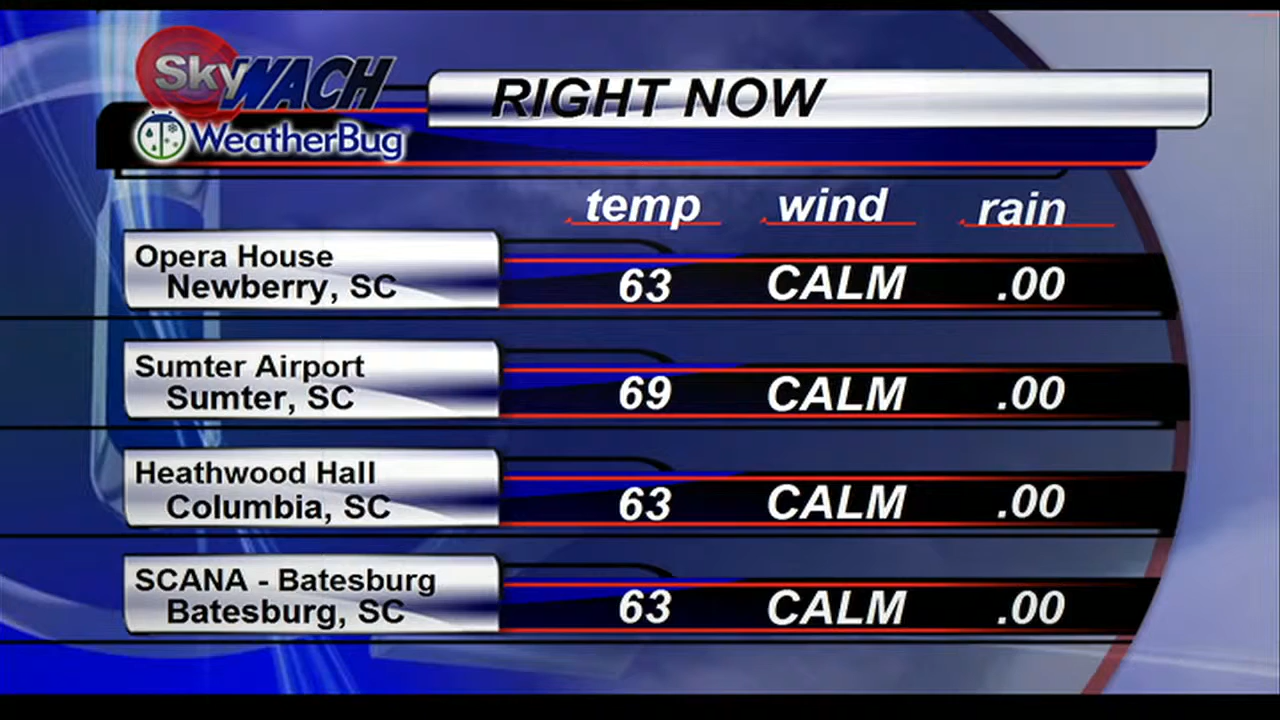 SkyWACH
WeatherBug
RIGHT NOW
temp wind rain
Opera House
Newberry, SC
63 CALM .00
Sumter Airport
Sumter, SC
69 CALM .00
Heathwood Hall
Columbia, SC
63 CALM .00
SCANA - Batesburg
Batesburg, SC
63 CALM .00